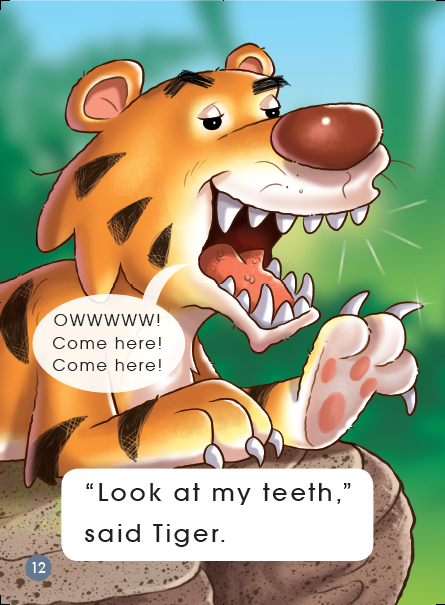 OWWWWW!
Come here!
Come here!
“Look at my teeth,”
said Tiger.
12